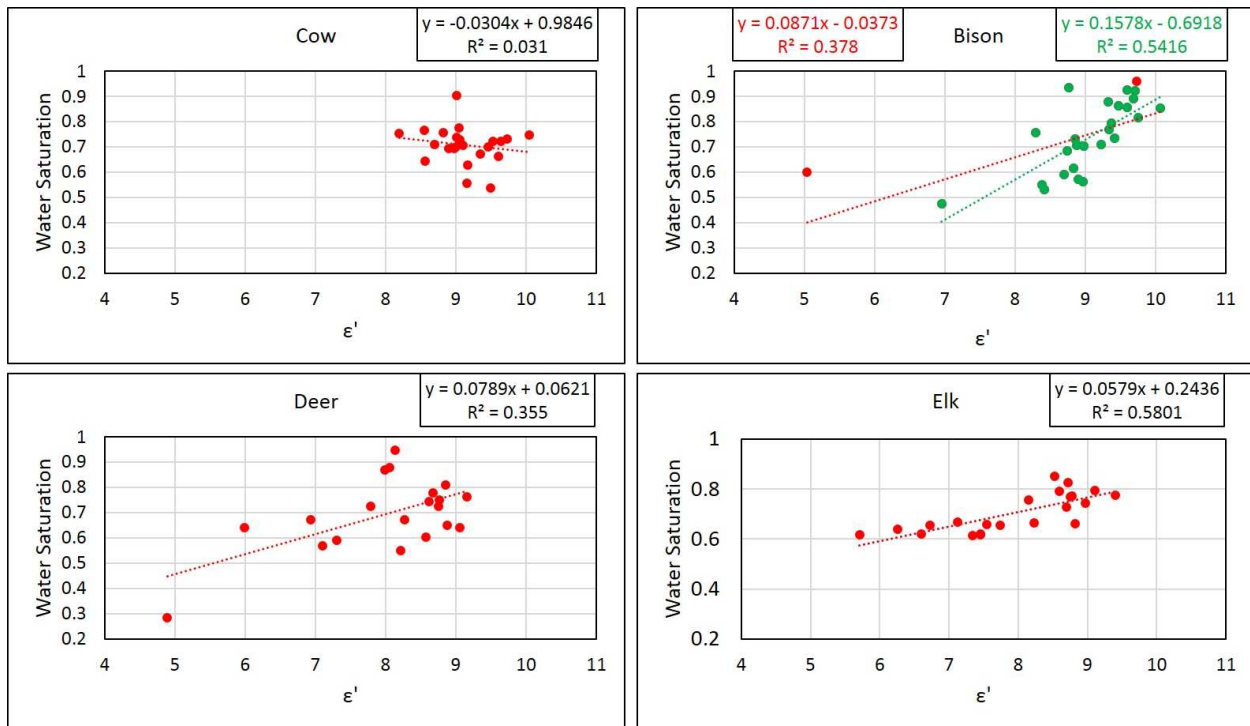 Cow
y = -0.0304x + 0.9846
R² = 0.031
1
0.9
0.8
0.7
0.6
0.5
0.4
0.3
0.2
Water Saturation
4 5 6 7 8 9 10 11
ε'
y = 0.0871x - 0.0373
R² = 0.378
Bison
y = 0.1578x - 0.6918
R² = 0.5416
1
0.9
0.8
0.7
0.6
0.5
0.4
0.3
0.2
Water Saturation
4 5 6 7 8 9 10 11
ε'
Deer
y = 0.0789x + 0.0621
R² = 0.355
1
0.9
0.8
0.7
0.6
0.5
0.4
0.3
0.2
Water Saturation
4 5 6 7 8 9 10 11
ε'
Elk
y = 0.0579x + 0.2436
R² = 0.5801
1
0.8
0.6
0.4
0.2
Water Saturation
4 5 6 7 8 9 10 11
ε'